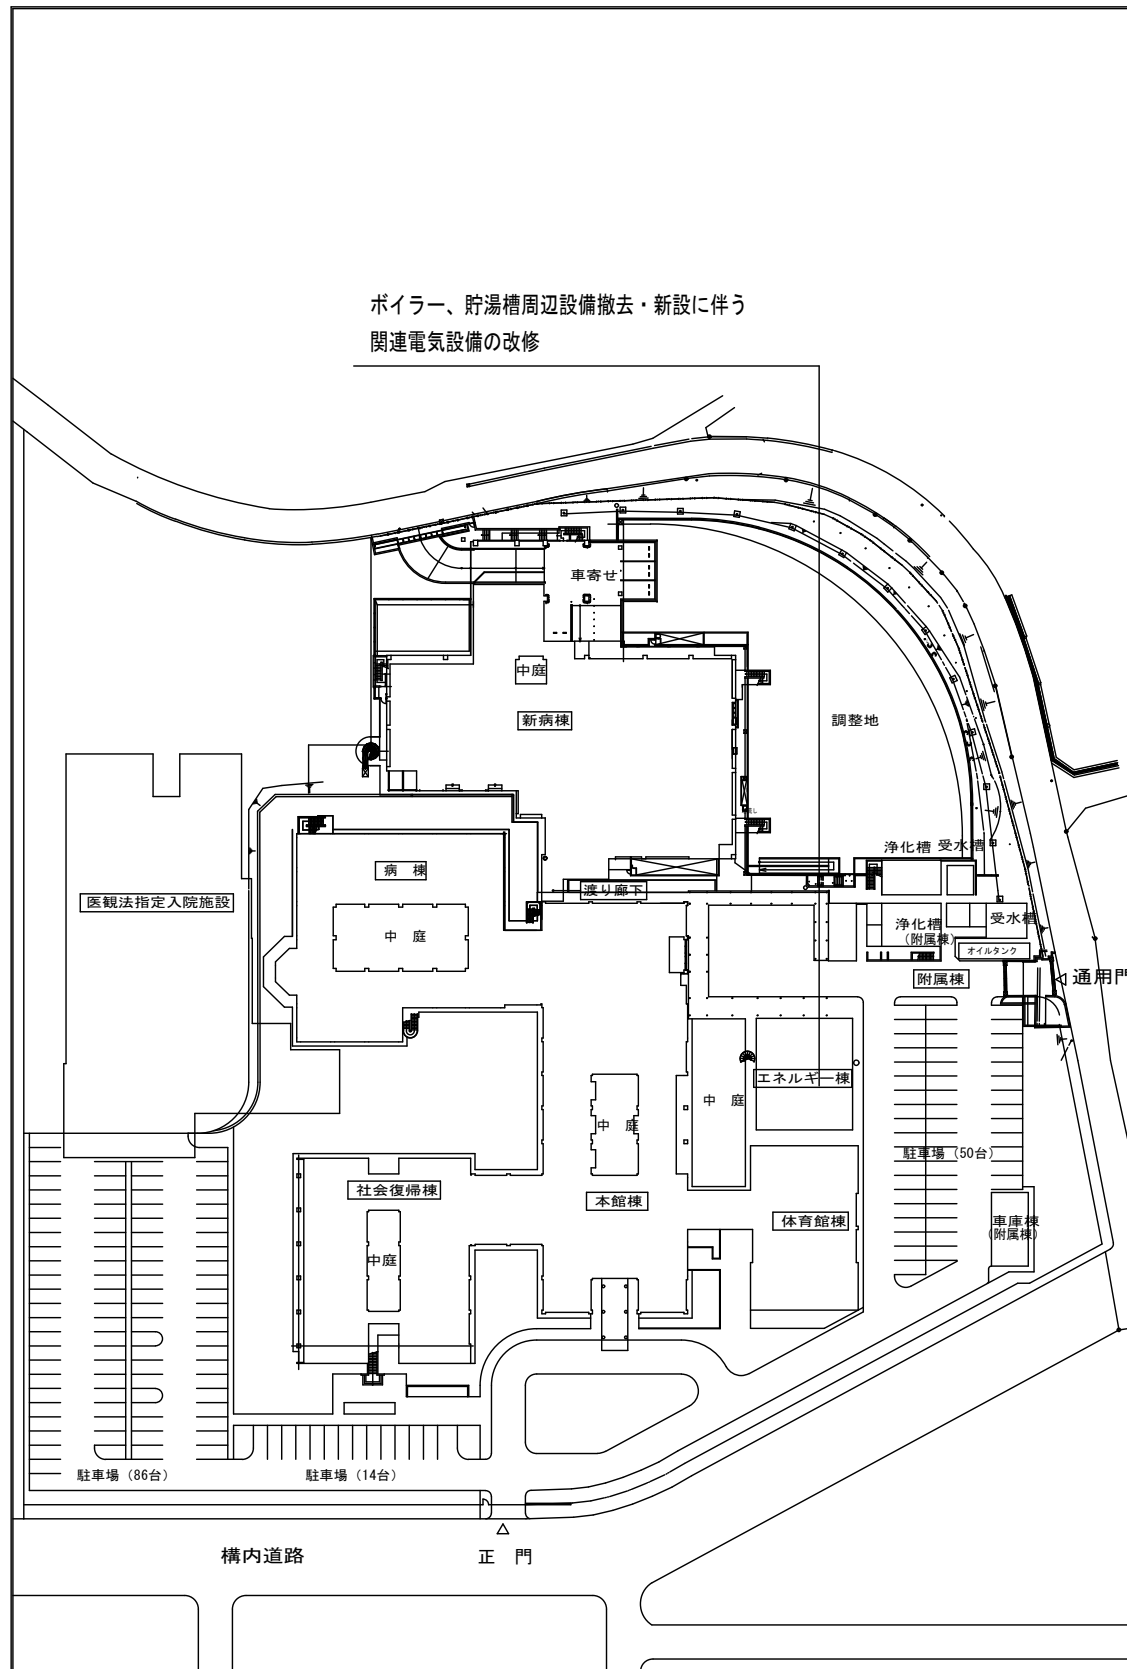 ボイラー、貯湯槽周辺設備撤去・新設に伴う
関連電気設備の改修
車寄せ
中庭
新病棟
調整地
浄化槽 受水槽
病 棟
渡り廊下
医観法指定入院施設
中 庭
浄化槽
(附属棟)
受水槽
オイルタンク
附属棟
通用門
エネルギー棟
中 庭
中 庭
駐車場(50台)
社会復帰棟
本館棟
体育館棟
車庫棟
(附属棟)
中庭
駐車場(86台)
駐車場(14台)
構内道路
正 門